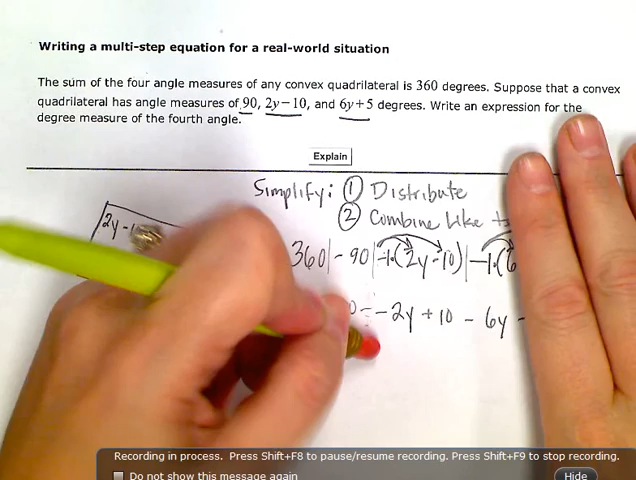 Writing a multi-step equation for a real-world situation
The sum of the four angle measures of any convex quadrilateral is 360 degrees. Suppose that a convex
quadrilateral has angle measures of 90, 2y−10, and 6y+5 degrees. Write an expression for the
degree measure of the fourth angle.
Explain
Simplify: ① Distribute
② Combine Like
2y -
360|- 90|-1·(2y-10)|-1·(6
- 2y + 10 - 6y -
Recording in process. Press Shift+F8 to pause/resume recording. Press Shift+F9 to stop recording.
Do not show this message again
Hide